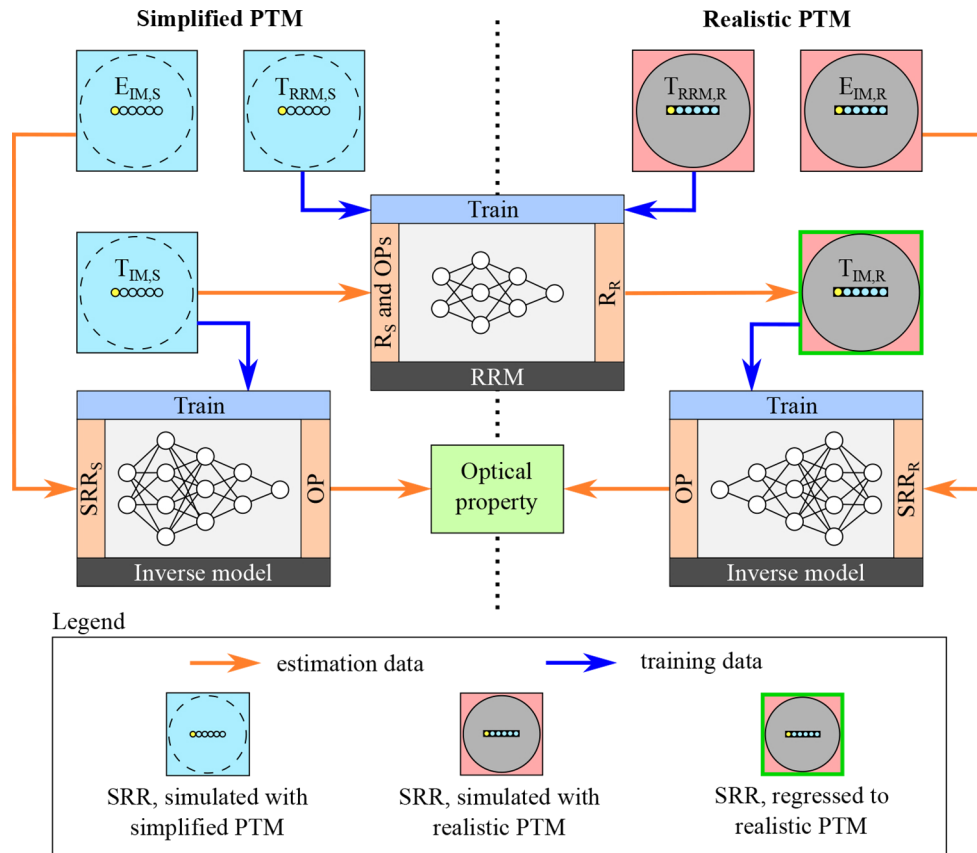 Simplified PTM
Realistic PTM
E_IM,S
T_RRM,S
T_RRM,R
E_IM,R
Train
T_IM,S
R_S and OPs
R_R
T_IM,R
RRM
Train
Train
SRR_S
OP
Optical
property
OP
SRR_R
Inverse model
Inverse model
Legend
estimation data
training data
SRR, simulated with
simplified PTM
SRR, simulated with
realistic PTM
SRR, regressed to
realistic PTM